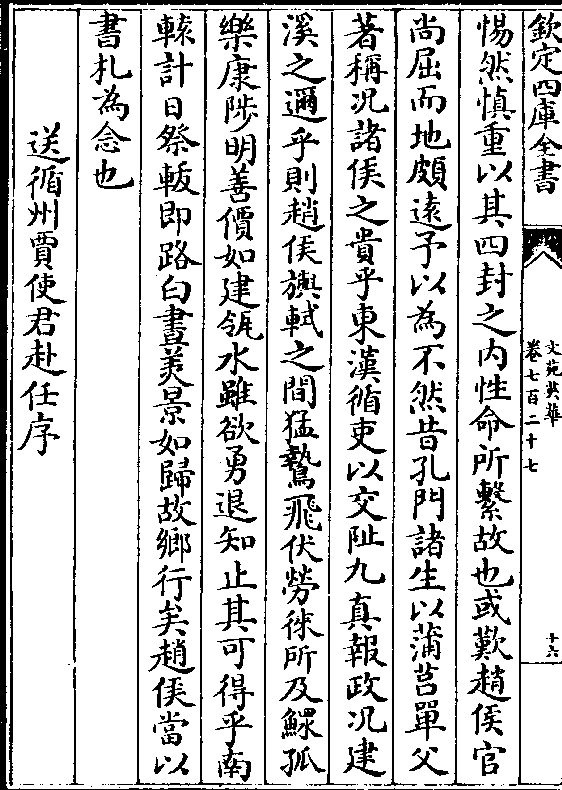 欽定四庫全書
文苑英華
卷七百二十七
十六
惕然慎重以其四封之内性命所繫故也或歎趙侯官
尚屈而地頗遠予以為不然昔孔門諸生以蒲莒單父
著稱况諸侯之貴乎東漢循吏以交阯九真報政况建
溪之邇乎則趙侯旟軾之間猛鷙飛伏勞徠所及鰥孤
樂康陟明善價如建瓴水雖欲勇退知止其可得乎南
轅計日祭軷即路白晝美景如歸故鄉行矣趙侯當以
書札為念也
送循州賈使君赴任序